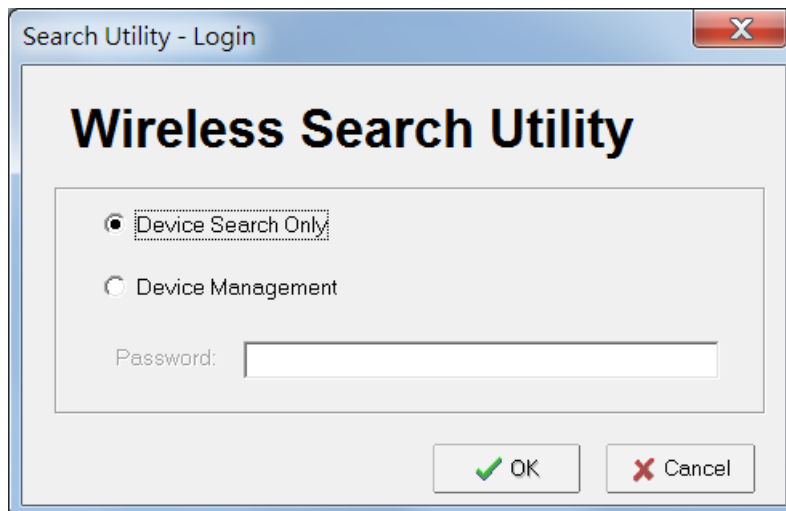 Search Utility - Login
Wireless Search Utility
Device Search Only
Device Management
Password:
OK
Cancel